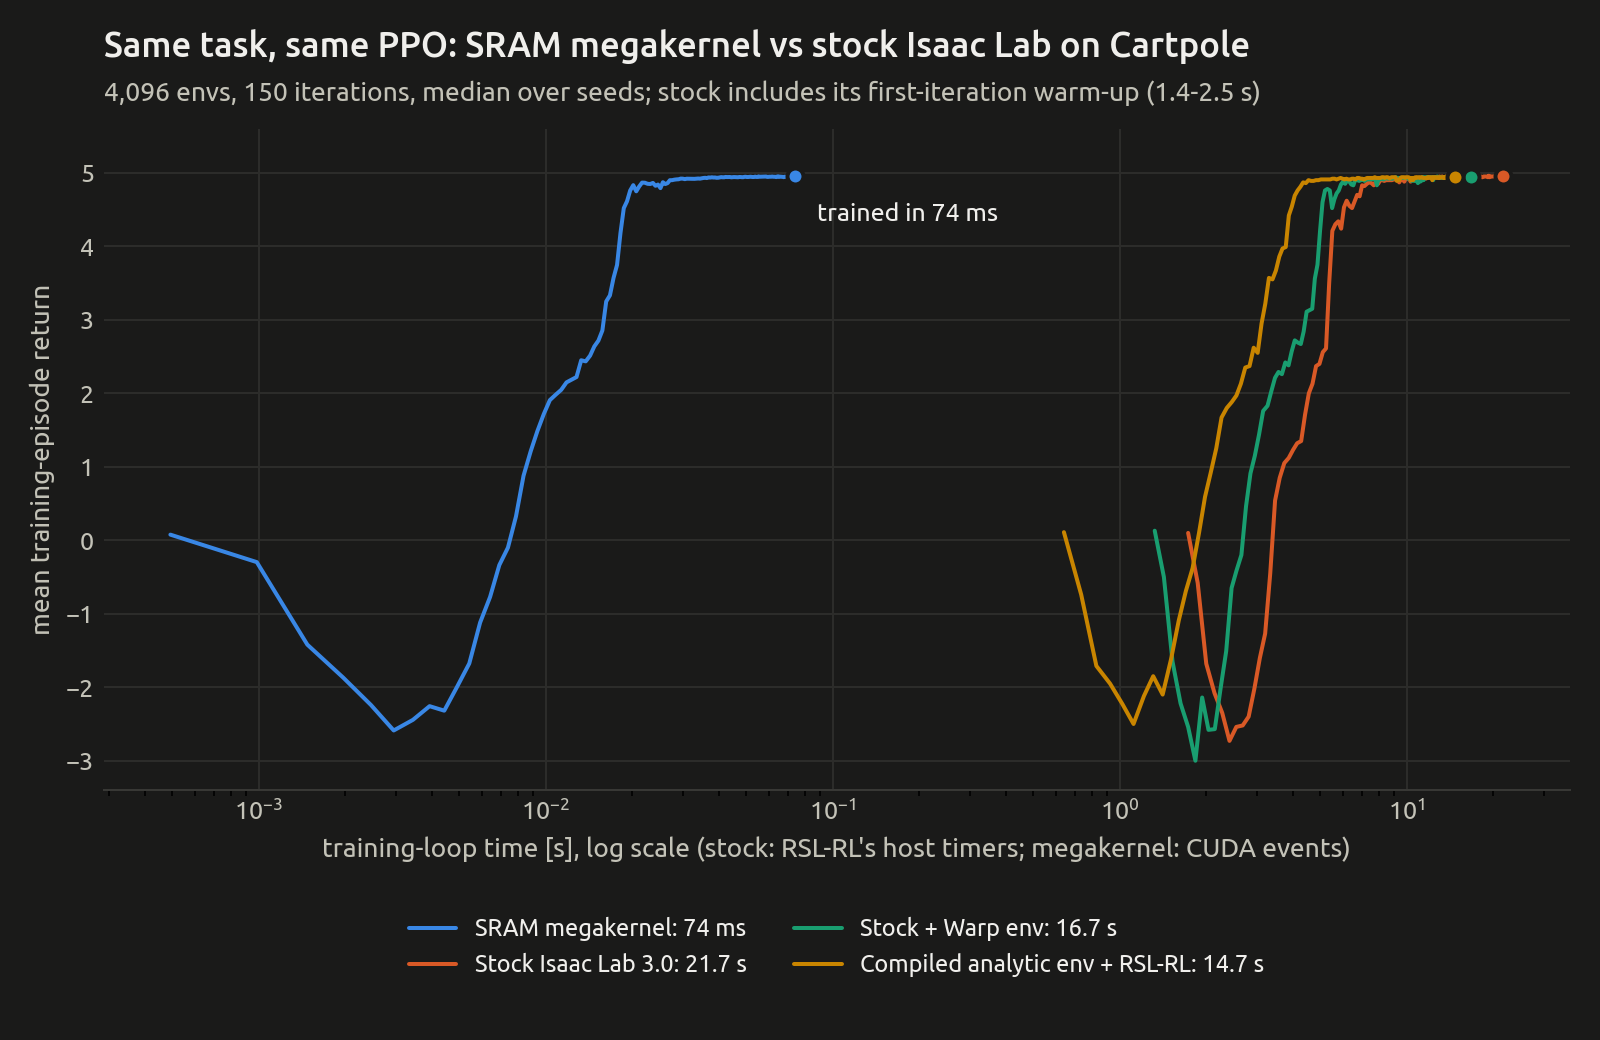 Same task, same PPO: SRAM megakernel vs stock Isaac Lab on Cartpole
4,096 envs, 150 iterations, median over seeds; stock includes its first-iteration warm-up (1.4-2.5 s)
mean training-episode return
5
4
3
2
1
0
−1
−2
−3
trained in 74 ms
10⁻³ 10⁻² 10⁻¹ 10⁰ 10¹
training-loop time [s], log scale (stock: RSL-RL's host timers; megakernel: CUDA events)
SRAM megakernel: 74 ms
Stock Isaac Lab 3.0: 21.7 s
Stock + Warp env: 16.7 s
Compiled analytic env + RSL-RL: 14.7 s